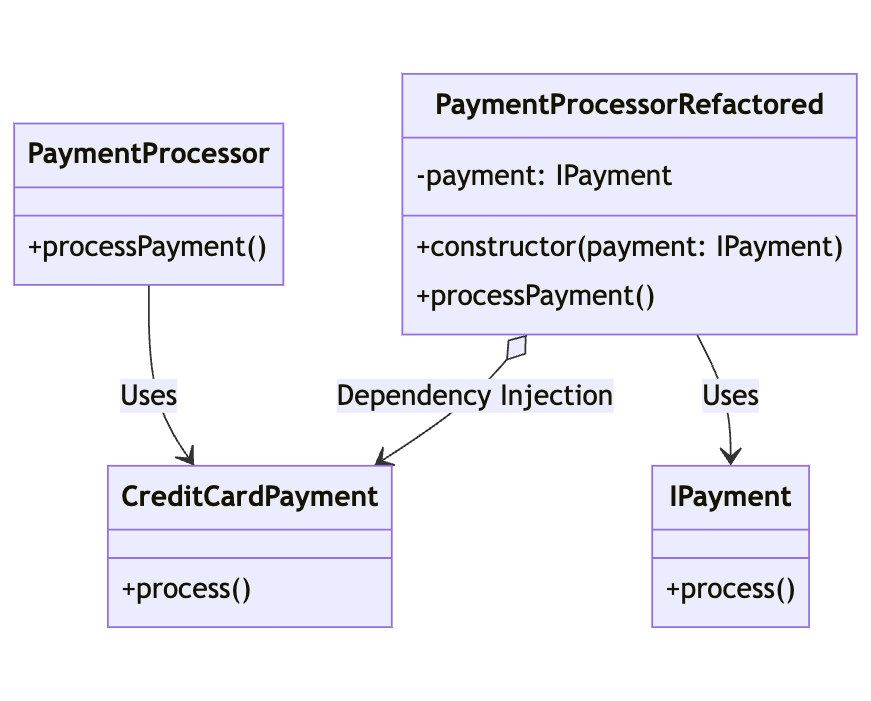 PaymentProcessor
+processPayment()
PaymentProcessorRefactored
-payment: IPayment
+constructor(payment: IPayment)
+processPayment()
Uses
Dependency Injection
Uses
CreditCardPayment
+process()
IPayment
+process()